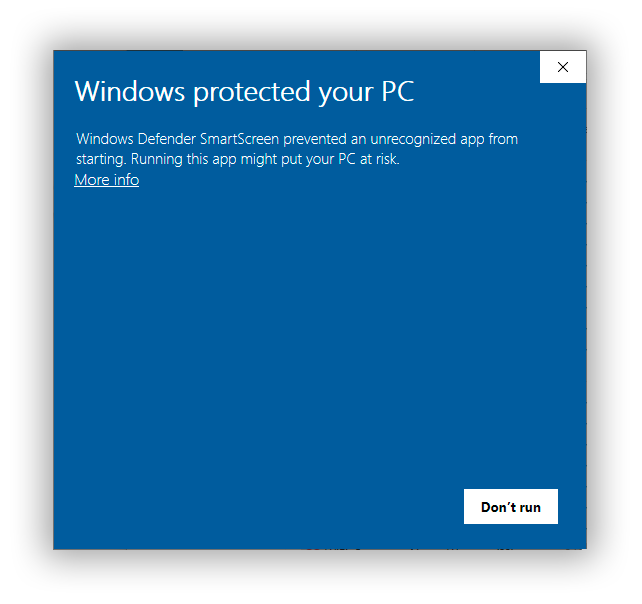 Windows protected your PC
Windows Defender SmartScreen prevented an unrecognized app from
starting. Running this app might put your PC at risk.
More info
Don’t run